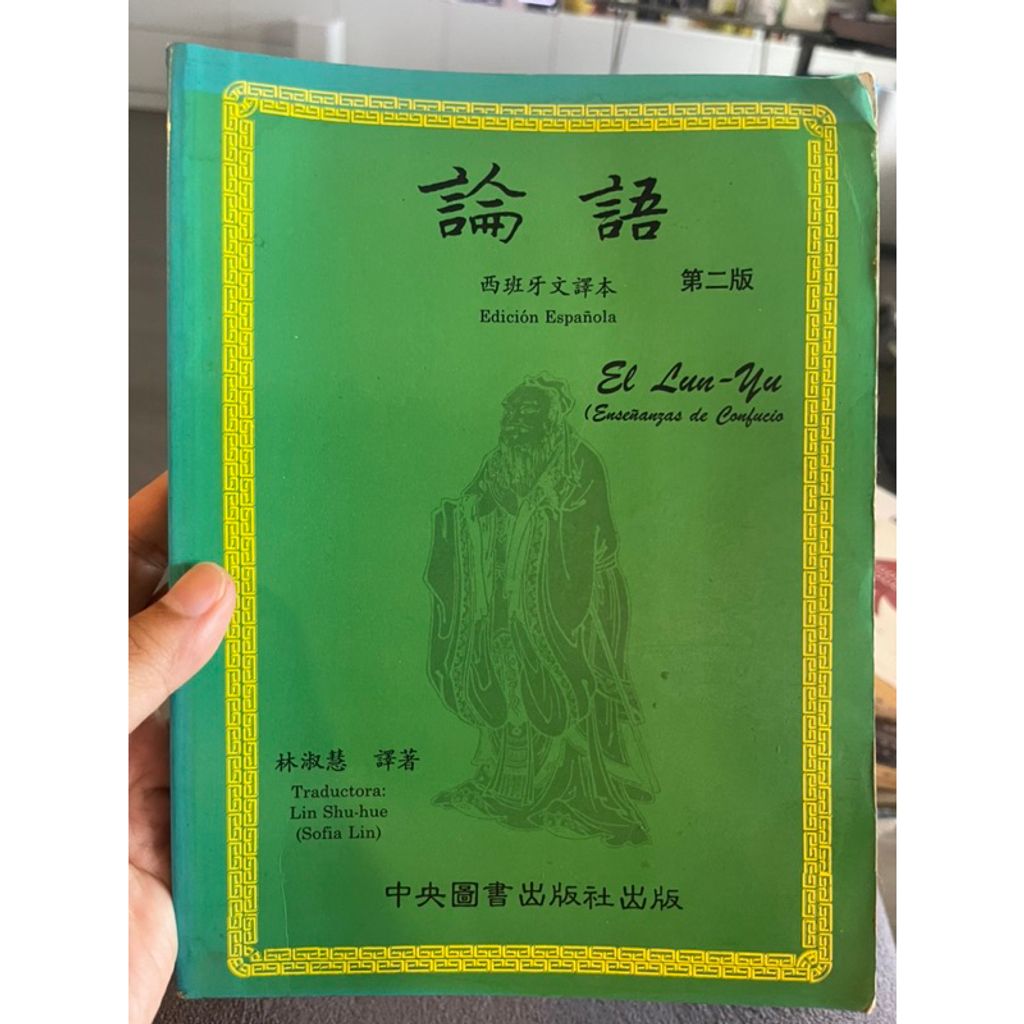 論語
西班牙文譯本 第二版
Edición Española
El Lun-Yu
(Enseñanzas de Confucio
林淑慧 譯著
Traductora:
Lin Shu-hue
(Sofia Lin)
中央圖書出版社出版